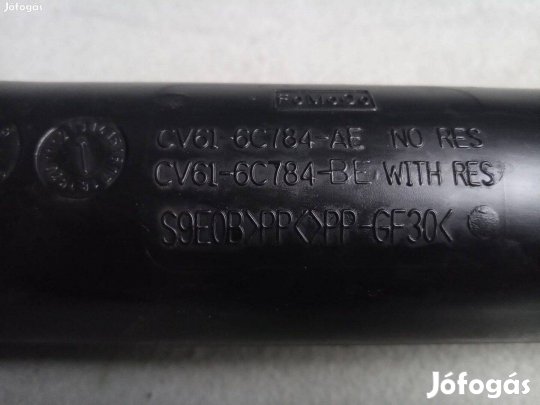 Jófogás
FoMoCo
CV61-6C784-AE NO RES
CV61-6C784-BE WITH RES
S9E0B>PP<>PP-GF30<
Jófogás